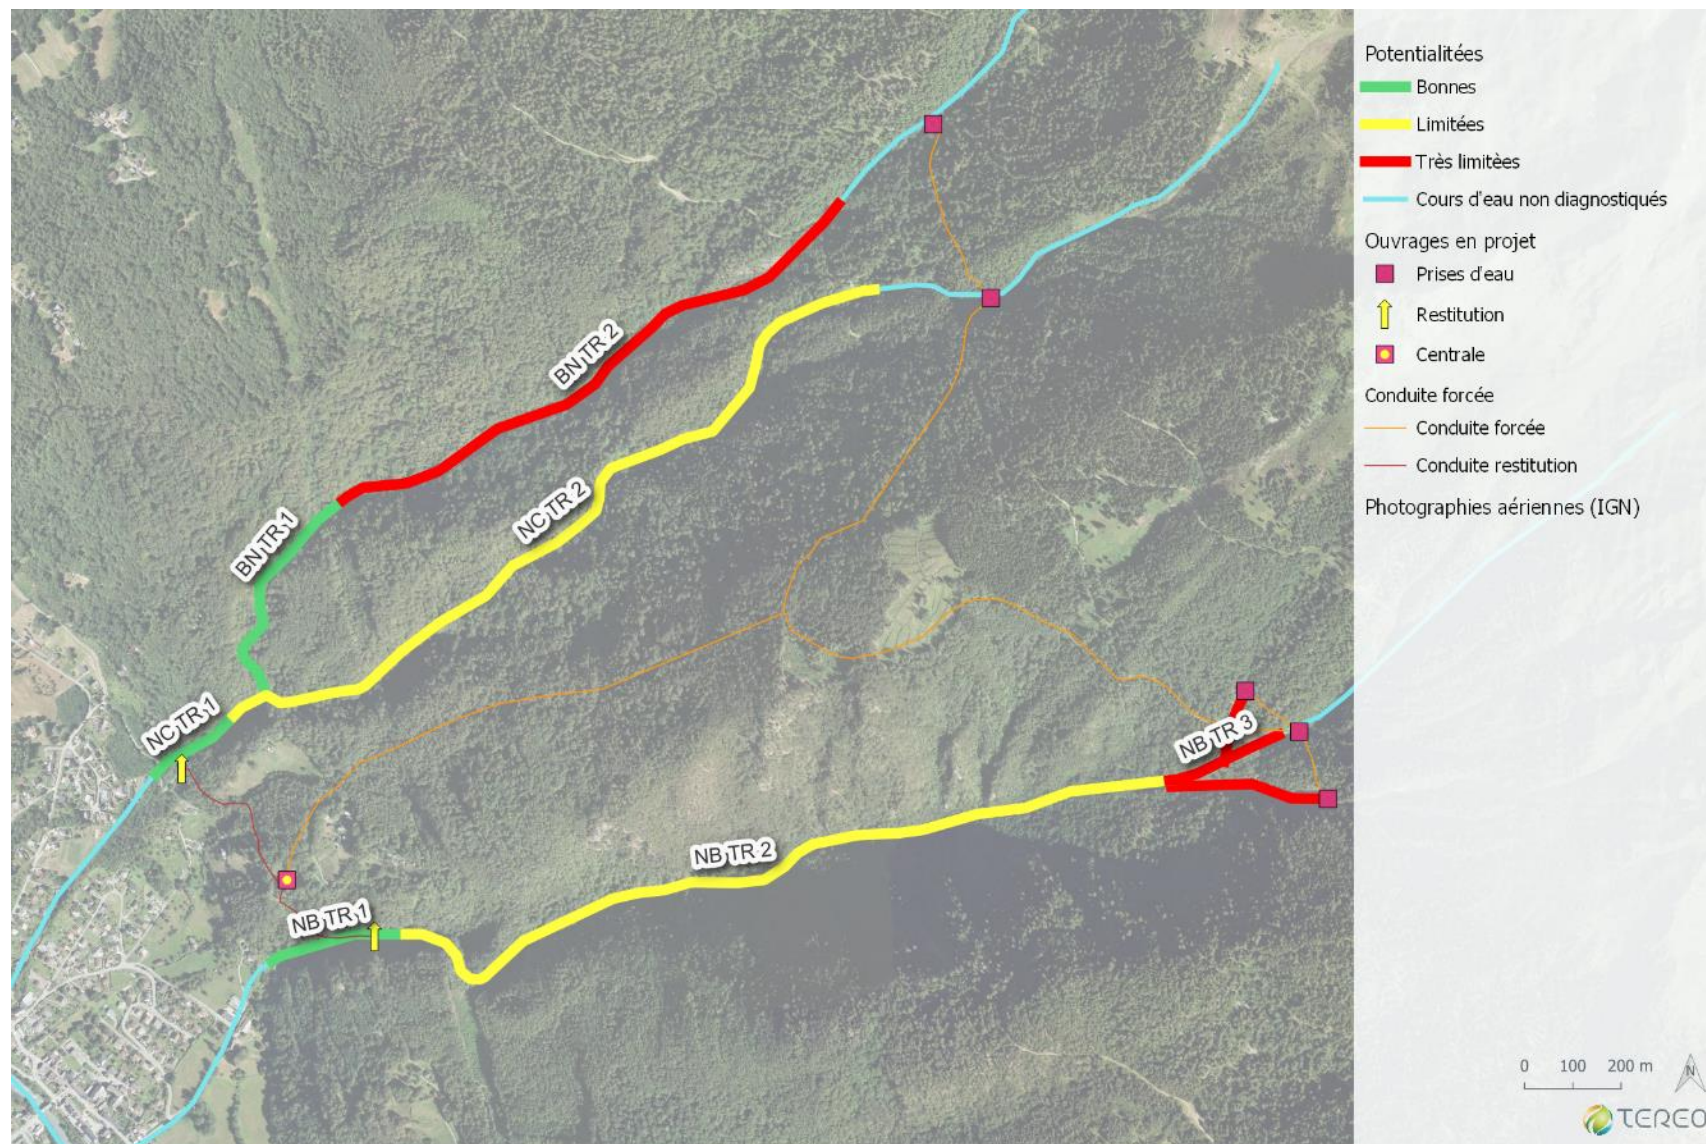 Potentialitées
Bonnes
Limitées
Très limitèes
Cours d'eau non diagnostiqués
Ouvrages en projet
Prises d'eau
Restitution
Centrale
Conduite forcée
Conduite forcée
Conduite restitution
Photographies aériennes (IGN)
BN TR 2
NC TR 2
BN TR 1
NC TR 1
NB TR 3
NB TR 2
NB TR 1
0 100 200 m
N
TEREO